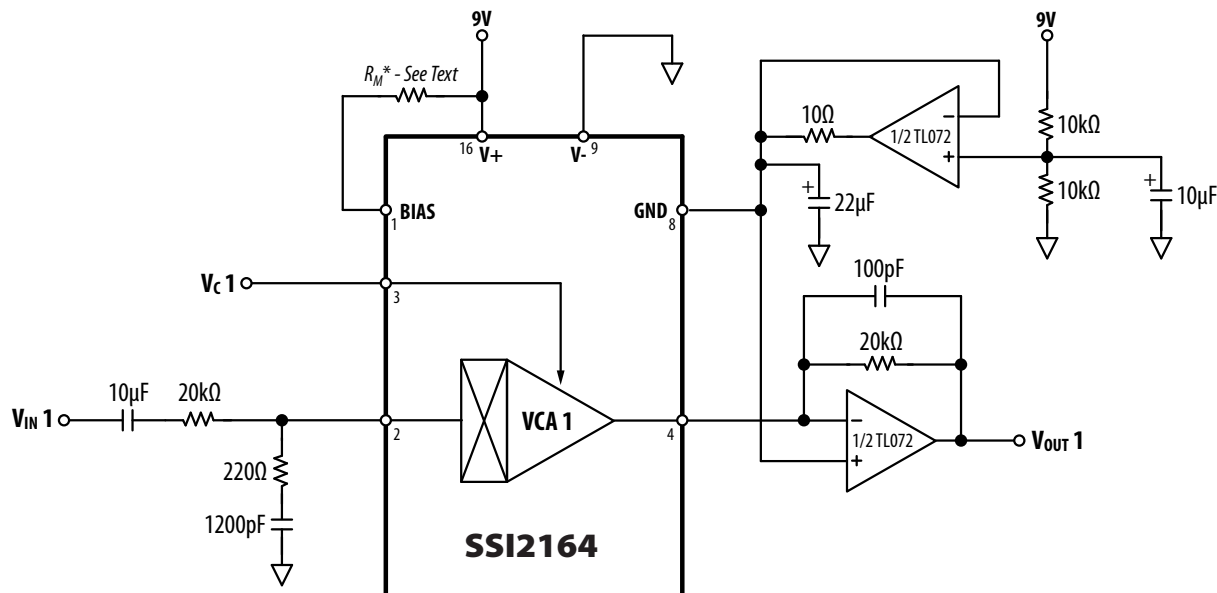 9V
9V
R_M* - See Text
16
V+
V-
9
10Ω
−
1/2 TL072
+
10kΩ
10kΩ
+
10µF
BIAS
1
GND
8
+
22µF
V_C 1
3
100pF
20kΩ
V_IN 1
10µF
20kΩ
2
VCA 1
4
−
1/2 TL072
+
V_OUT 1
220Ω
1200pF
SSI2164